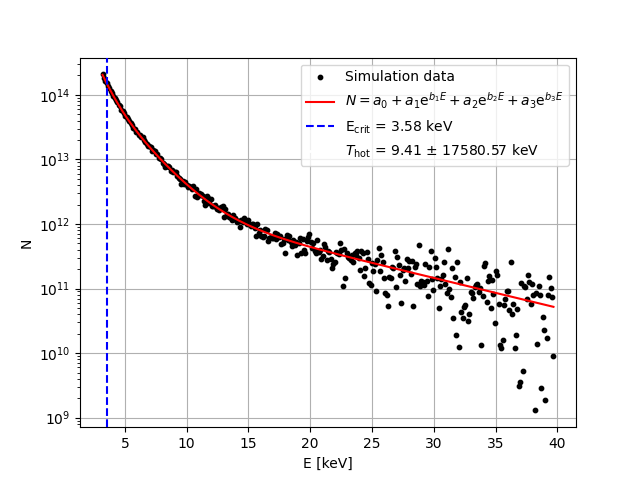 Simulation data
N = a₀ + a₁e^{b₁E} + a₂e^{b₂E} + a₃e^{b₃E}
E_crit = 3.58 keV
T_hot = 9.41 ± 17580.57 keV
10¹⁴
10¹³
10¹²
10¹¹
10¹⁰
10⁹
N
5 10 15 20 25 30 35 40
E [keV]